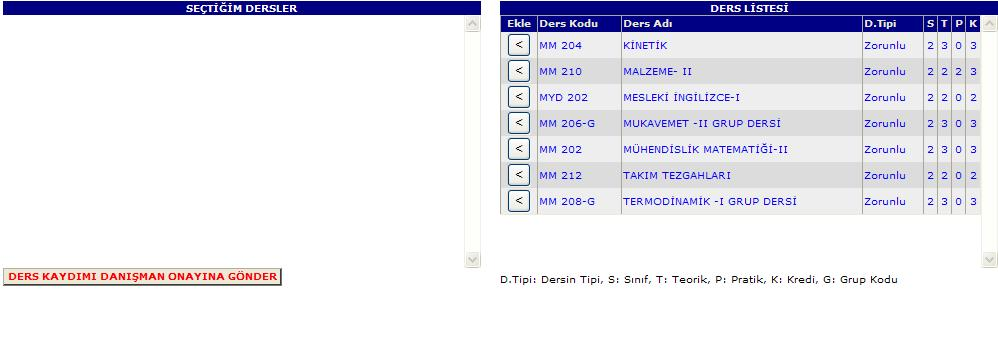 SEÇTİĞİM DERSLER
DERS KAYDIMI DANIŞMAN ONAYINA GÖNDER
DERS LİSTESİ
Ekle Ders Kodu Ders Adı D.Tipi S T P K
< MM 204 KİNETİK Zorunlu 2 3 0 3
< MM 210 MALZEME- II Zorunlu 2 2 2 3
< MYD 202 MESLEKİ İNGİLİZCE-I Zorunlu 2 2 0 2
< MM 206-G MUKAVEMET -II GRUP DERSİ Zorunlu 2 3 0 3
< MM 202 MÜHENDİSLİK MATEMATİĞİ-II Zorunlu 2 3 0 3
< MM 212 TAKIM TEZGAHLARI Zorunlu 2 2 0 2
< MM 208-G TERMODİNAMİK -I GRUP DERSİ Zorunlu 2 3 0 3
D.Tipi: Dersin Tipi, S: Sınıf, T: Teorik, P: Pratik, K: Kredi, G: Grup Kodu